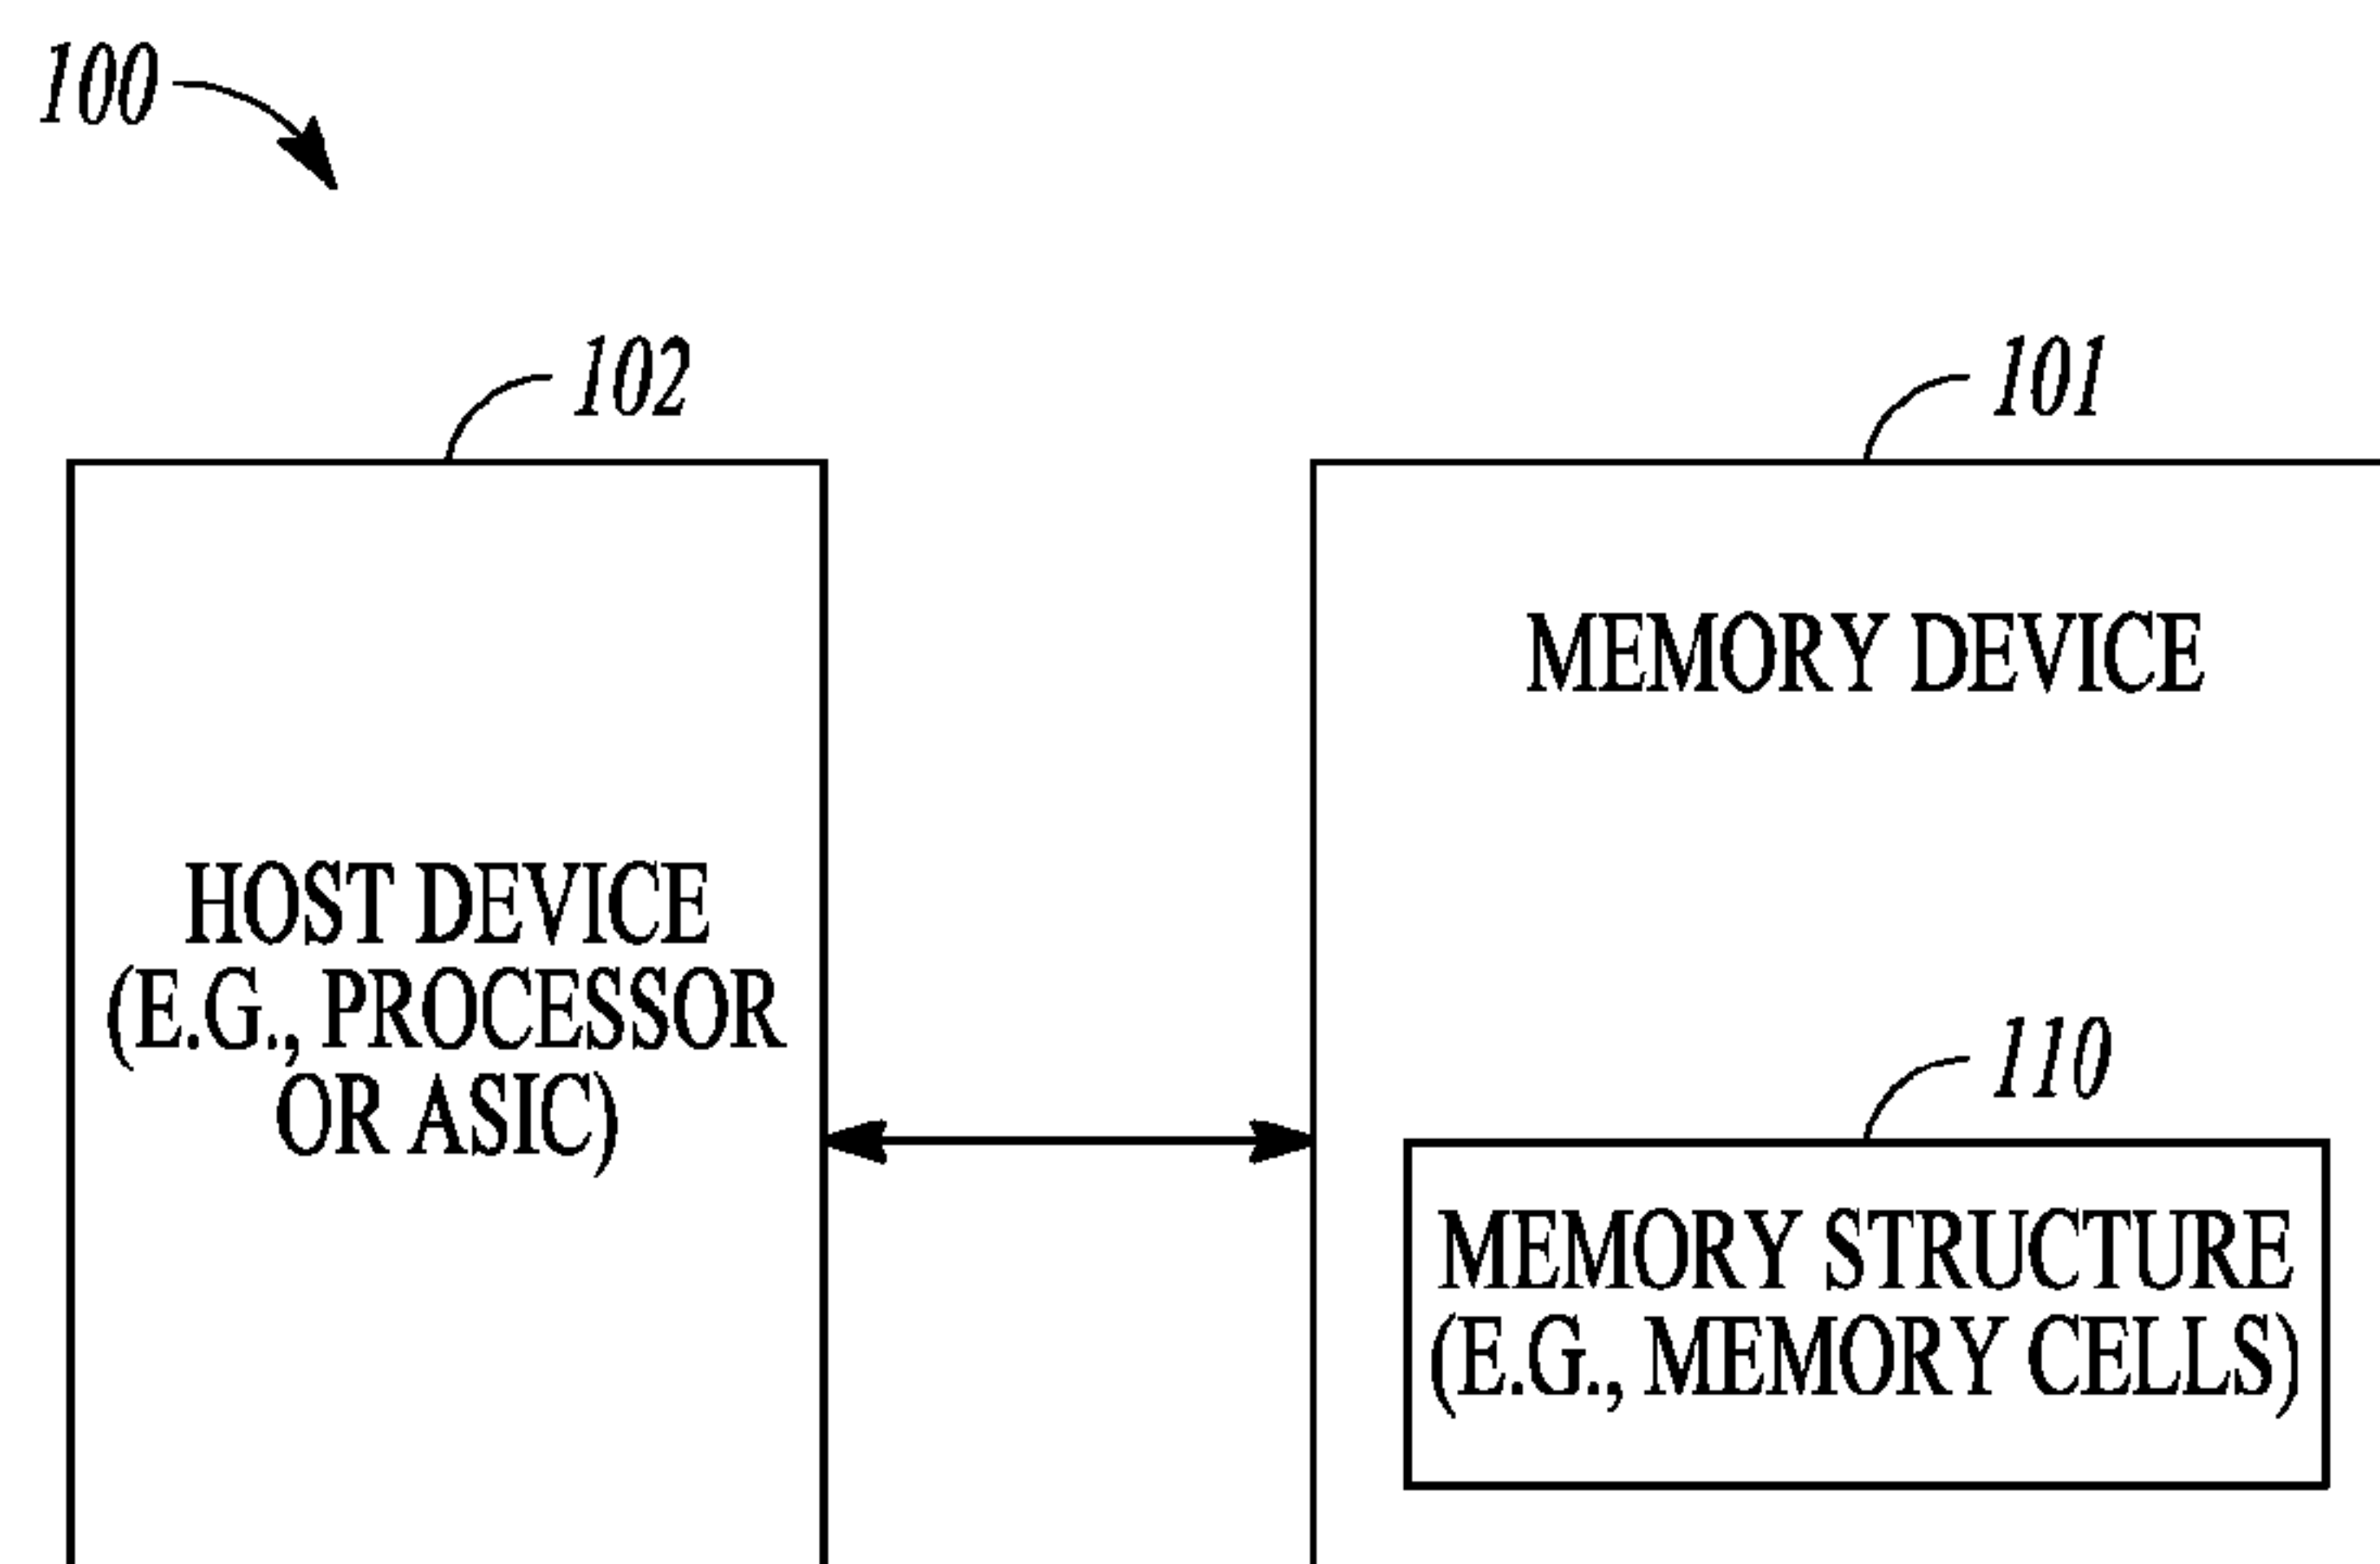 100
102
101
MEMORY DEVICE
HOST DEVICE
(E.G., PROCESSOR
OR ASIC)
110
MEMORY STRUCTURE
(E.G., MEMORY CELLS)